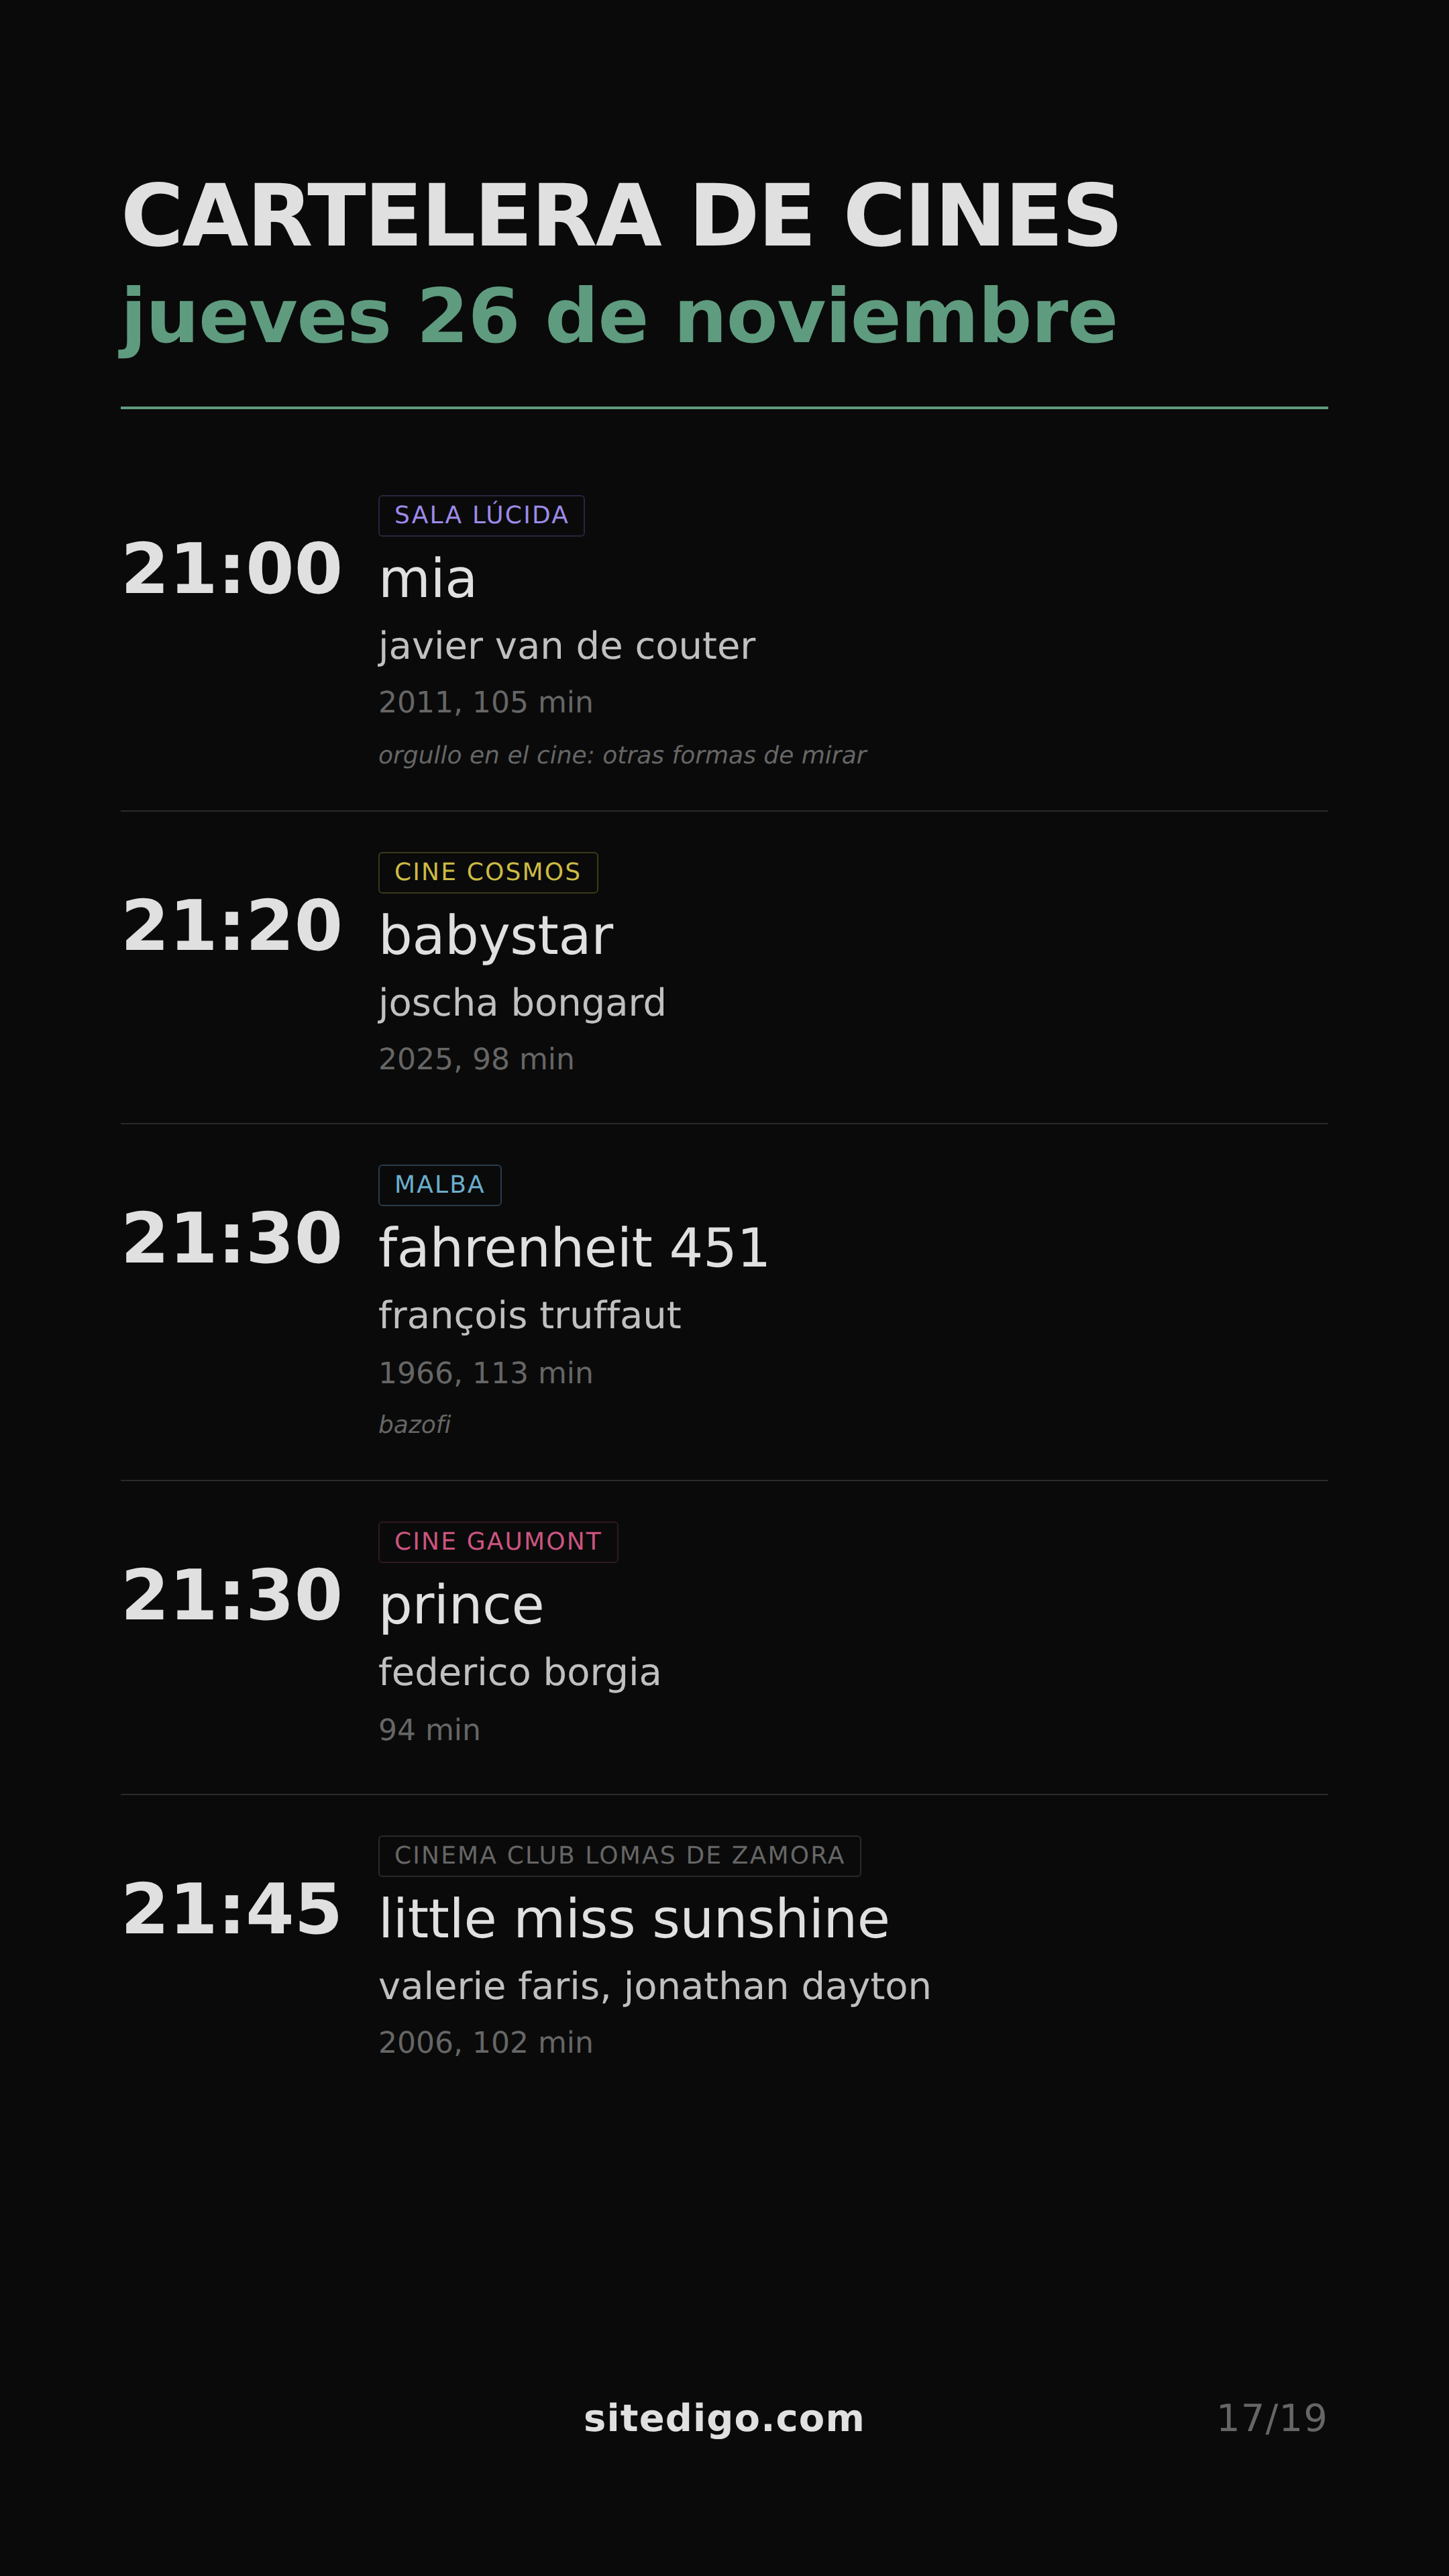 CARTELERA DE CINES
jueves 26 de noviembre
SALA LÚCIDA
21:00
mia
javier van de couter
2011, 105 min
orgullo en el cine: otras formas de mirar
CINE COSMOS
21:20
babystar
joscha bongard
2025, 98 min
MALBA
21:30
fahrenheit 451
françois truffaut
1966, 113 min
bazofi
CINE GAUMONT
21:30
prince
federico borgia
94 min
CINEMA CLUB LOMAS DE ZAMORA
21:45
little miss sunshine
valerie faris, jonathan dayton
2006, 102 min
sitedigo.com
17/19